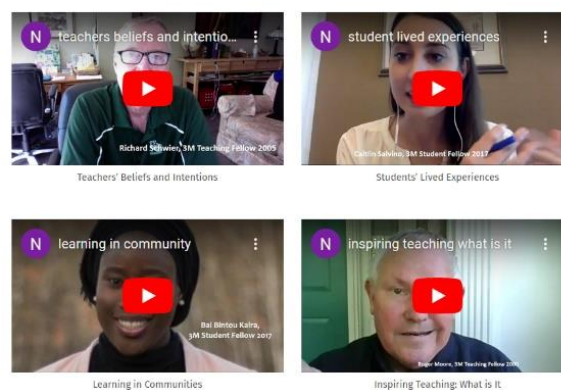 N teachers beliefs and intentio...
Richard Schwier, 3M Teaching Fellow 2005
Teachers' Beliefs and Intentions
N student lived experiences
Caitlin Salvino, 3M Student Fellow 2017
Students' Lived Experiences
N learning in community
Bai Bintou Kaira,
3M Student Fellow 2017
Learning in Communities
N inspiring teaching what is it
Roger Moore, 3M Teaching Fellow
Inspiring Teaching: What is It